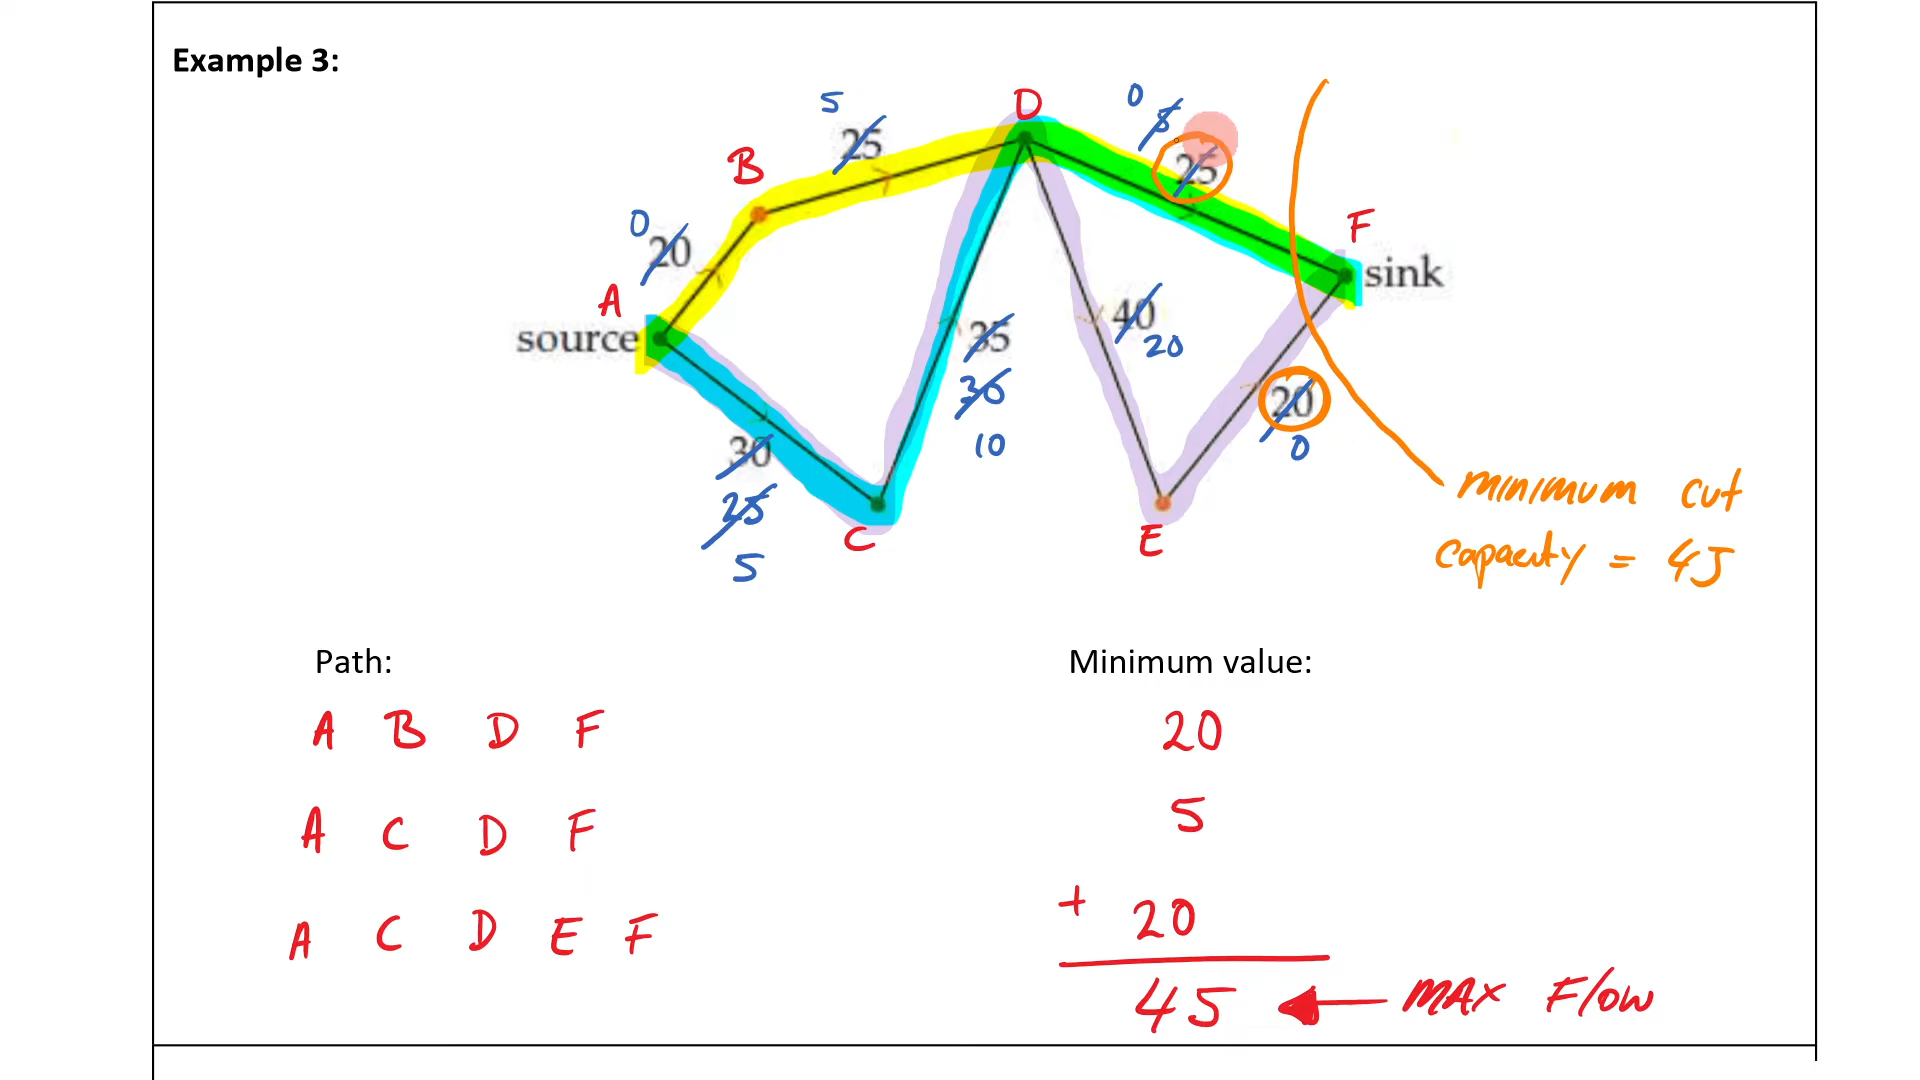 Example 3:
D
0
5
25
5
25
B
F
0
20
sink
A
source
35
30
10
40
20
20
0
30
25
5
C
E
minimum cut
capacity = 45
Path:
Minimum value:
A B D F
20
A C D F
5
A C D E F
+ 20
45 ← MAX Flow